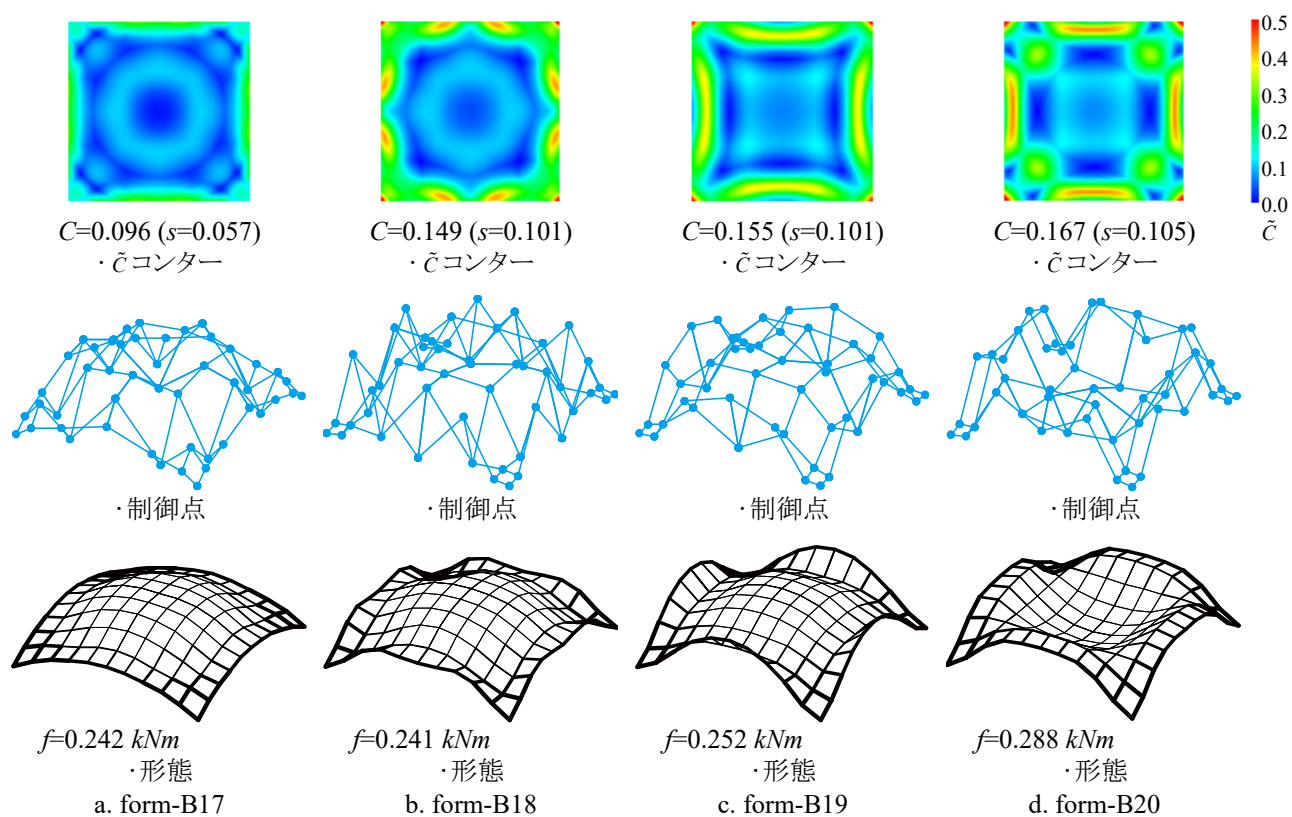 0.5
0.4
0.3
0.2
0.1
0.0
C̃
C=0.096 (s=0.057)
C=0.149 (s=0.101)
C=0.155 (s=0.101)
C=0.167 (s=0.105)
・C̃コンター
・C̃コンター
・C̃コンター
・C̃コンター
・制御点
・制御点
・制御点
・制御点
f=0.242 kNm
f=0.241 kNm
f=0.252 kNm
f=0.288 kNm
・形態
・形態
・形態
・形態
a. form-B17
b. form-B18
c. form-B19
d. form-B20